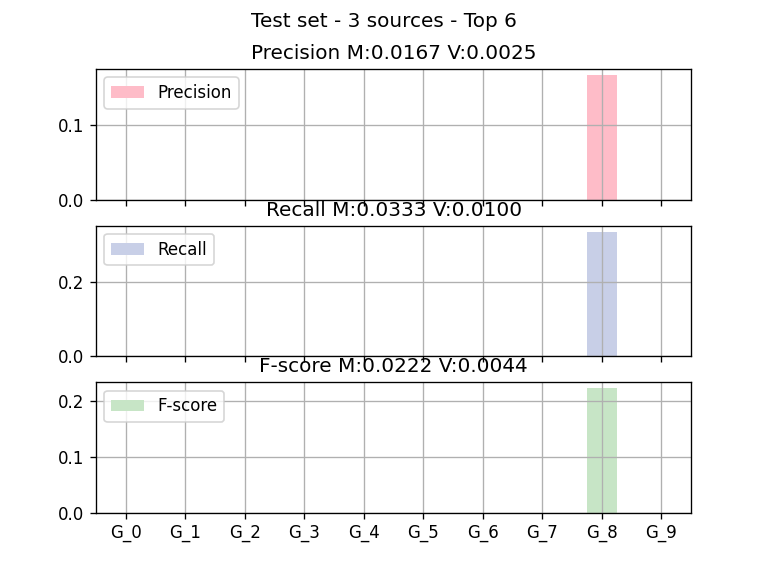 Test set - 3 sources - Top 6
Precision M:0.0167 V:0.0025
Precision
0.1
0.0
Recall M:0.0333 V:0.0100
Recall
0.2
0.0
F-score M:0.0222 V:0.0044
F-score
0.2
0.1
0.0
G_0 G_1 G_2 G_3 G_4 G_5 G_6 G_7 G_8 G_9